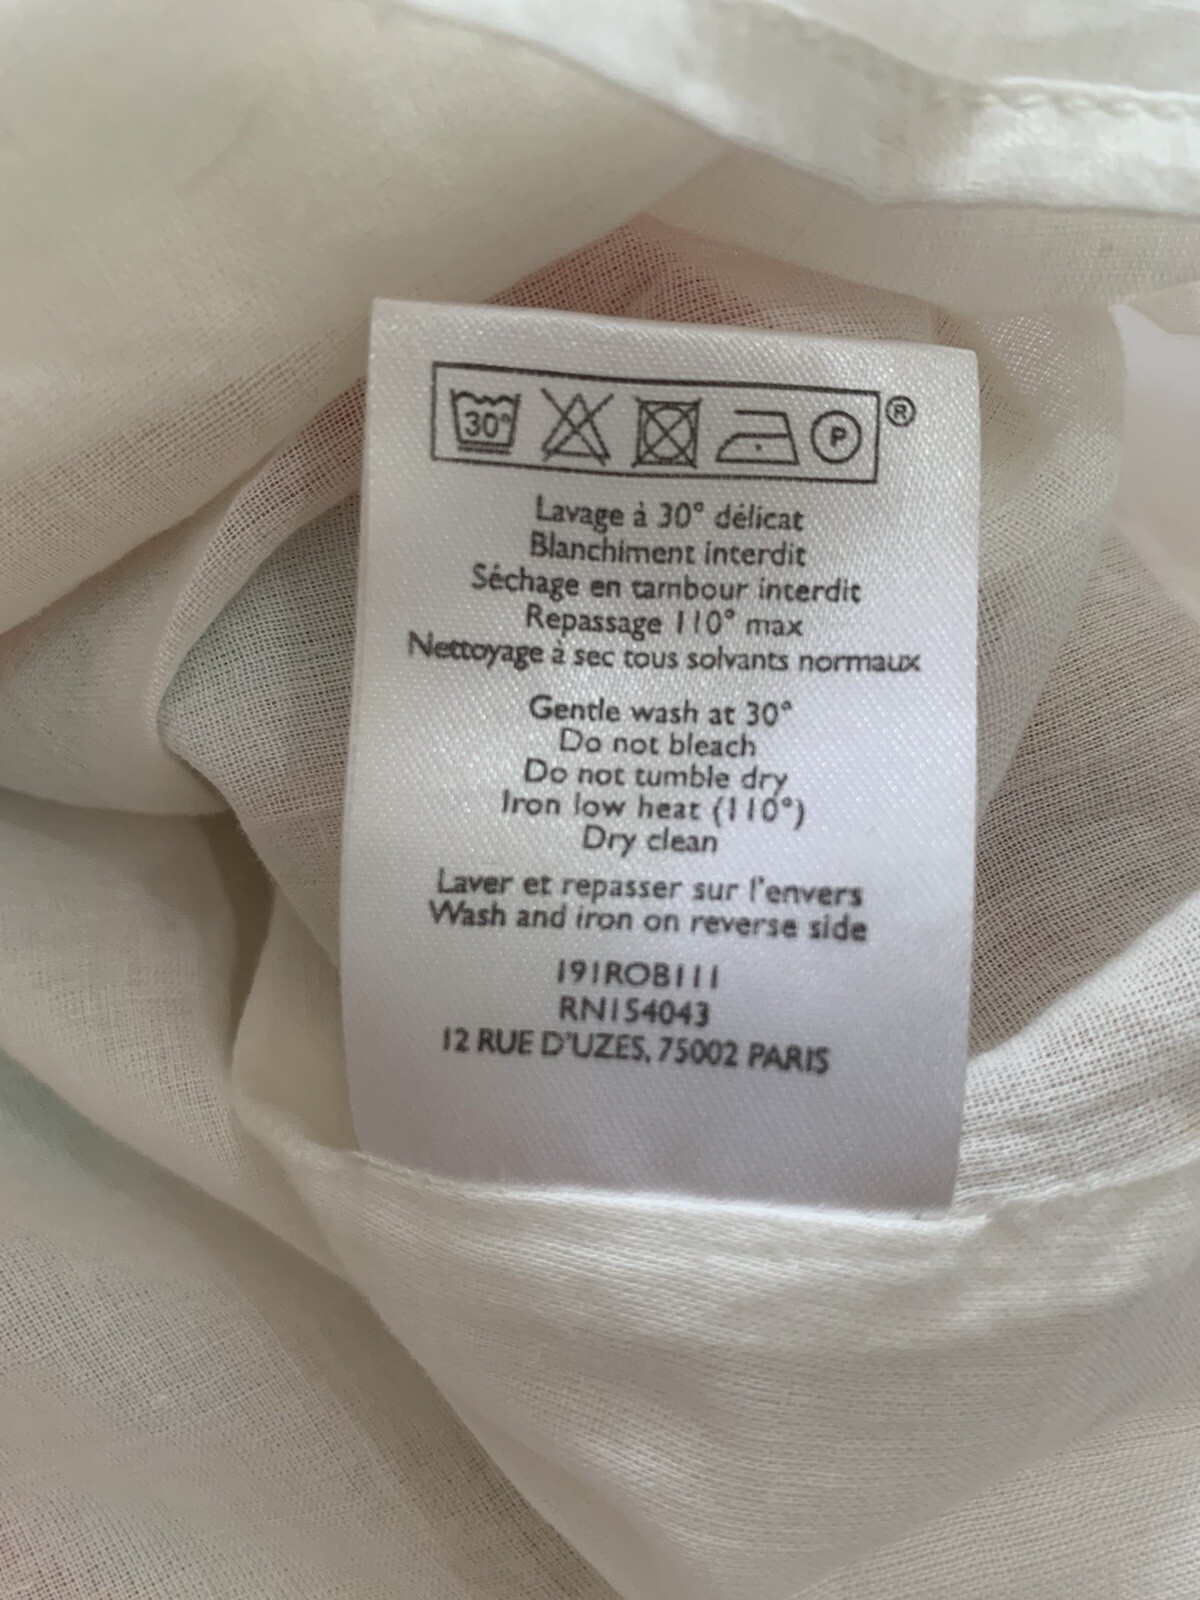 30°
P
®
Lavage à 30° délicat
Blanchiment interdit
Séchage en tambour interdit
Repassage 110° max
Nettoyage à sec tous solvants normaux
Gentle wash at 30°
Do not bleach
Do not tumble dry
Iron low heat (110°)
Dry clean
Laver et repasser sur l'envers
Wash and iron on reverse side
191ROB111
RN154043
12 RUE D'UZES, 75002 PARIS